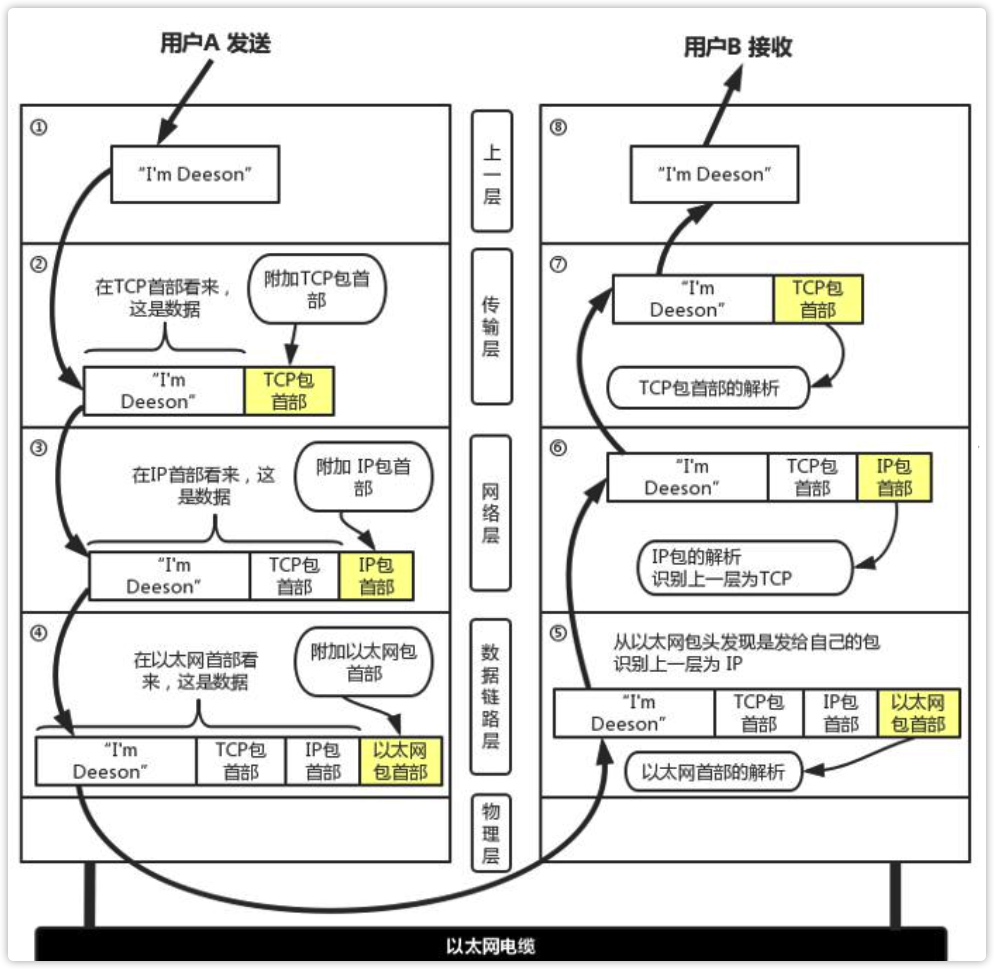 用户A 发送
①
“I'm Deeson”
②
在TCP首部看来，
这是数据
附加TCP包首
部
“I'm
Deeson”
TCP包
首部
③
在IP首部看来，这
是数据
附加 IP包首
部
“I'm
Deeson”
TCP包
首部
IP包
首部
④
在以太网首部看
来，这是数据
附加以太网包
首部
“I'm
Deeson”
TCP包
首部
IP包
首部
以太网
包首部
上一层
传输层
网络层
数据链路层
物理层
用户B 接收
⑧
“I'm Deeson”
⑦
“I'm
Deeson”
TCP包
首部
TCP包首部的解析
⑥
“I'm
Deeson”
TCP包
首部
IP包
首部
IP包的解析
识别上一层为TCP
⑤
从以太网包头发现是发给自己的包
识别上一层为 IP
“I'm
Deeson”
TCP包
首部
IP包
首部
以太网
包首部
以太网首部的解析
以太网电缆